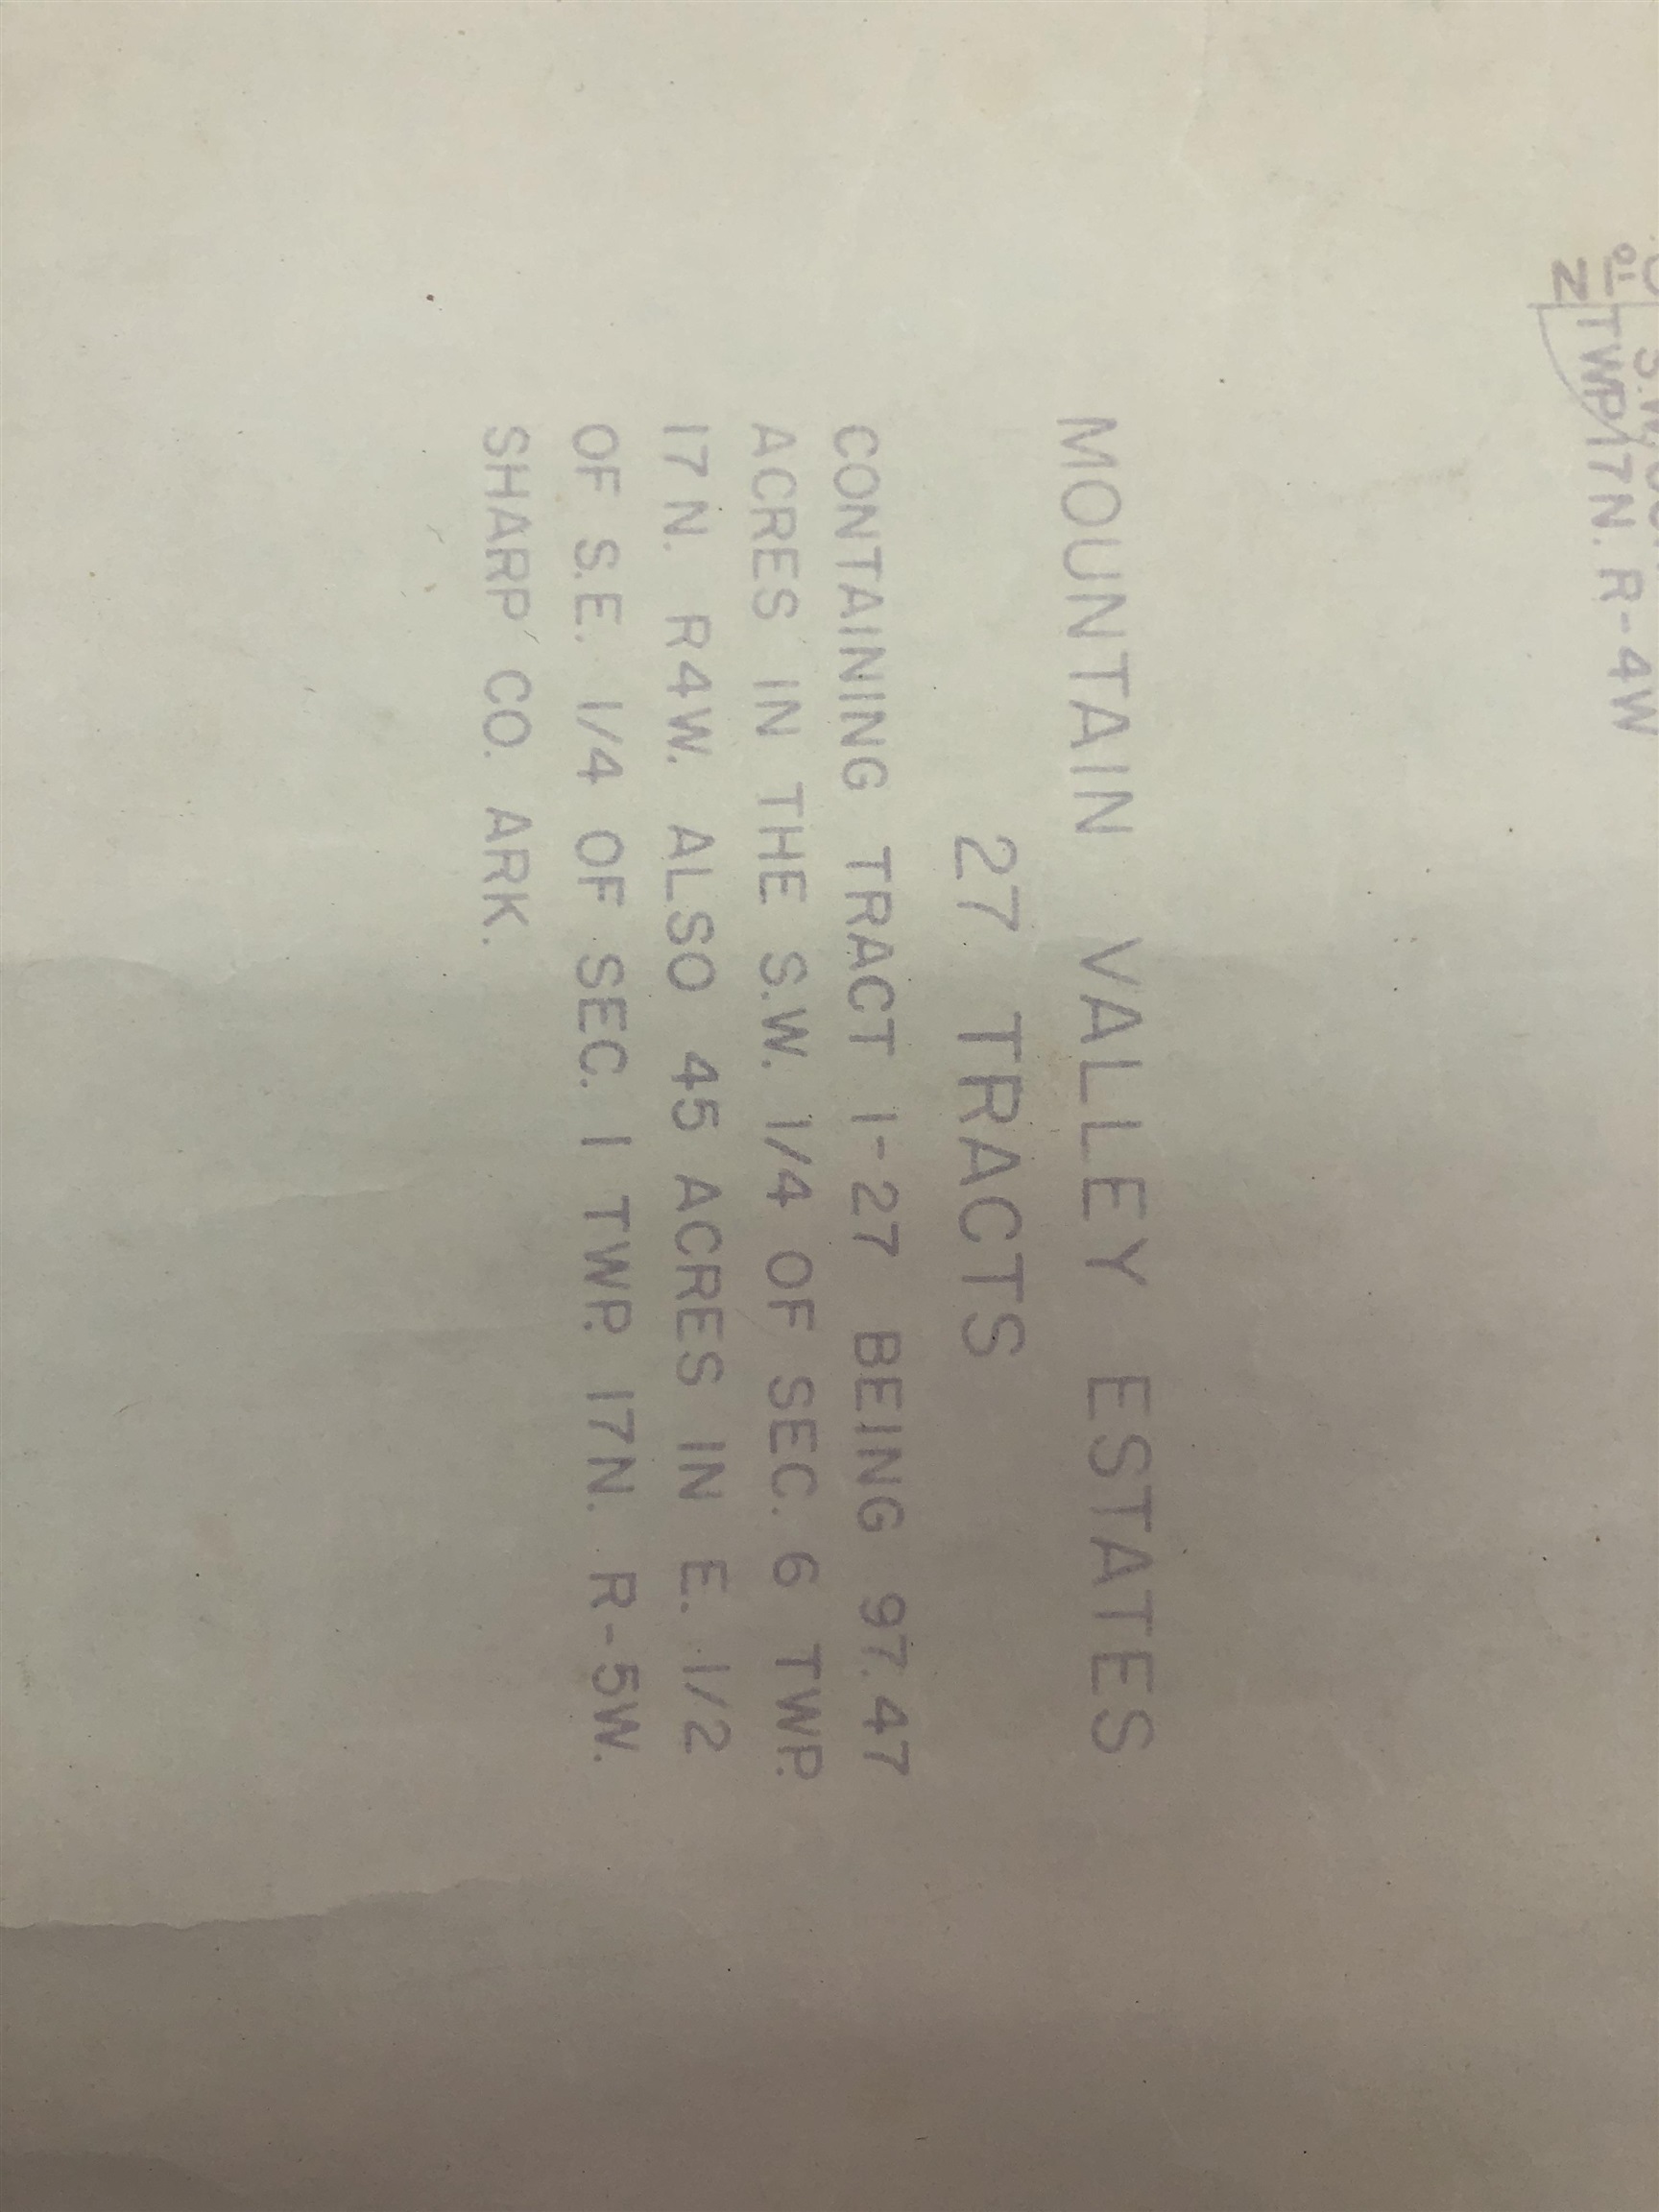 TWP17N. R-4W
MOUNTAIN VALLEY ESTATES
27 TRACTS
CONTAINING TRACT 1-27 BEING 97.47
ACRES IN THE S.W. 1/4 OF SEC. 6 TWP.
17N. R4W. ALSO 45 ACRES IN E. 1/2
OF S.E. 1/4 OF SEC. 1 TWP. 17N. R-5W.
SHARP CO. ARK.